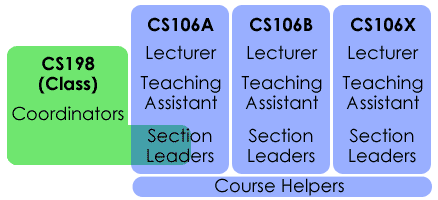 CS198
(Class)
Coordinators
CS106A
Lecturer
Teaching
Assistant
Section
Leaders
CS106B
Lecturer
Teaching
Assistant
Section
Leaders
CS106X
Lecturer
Teaching
Assistant
Section
Leaders
Course Helpers